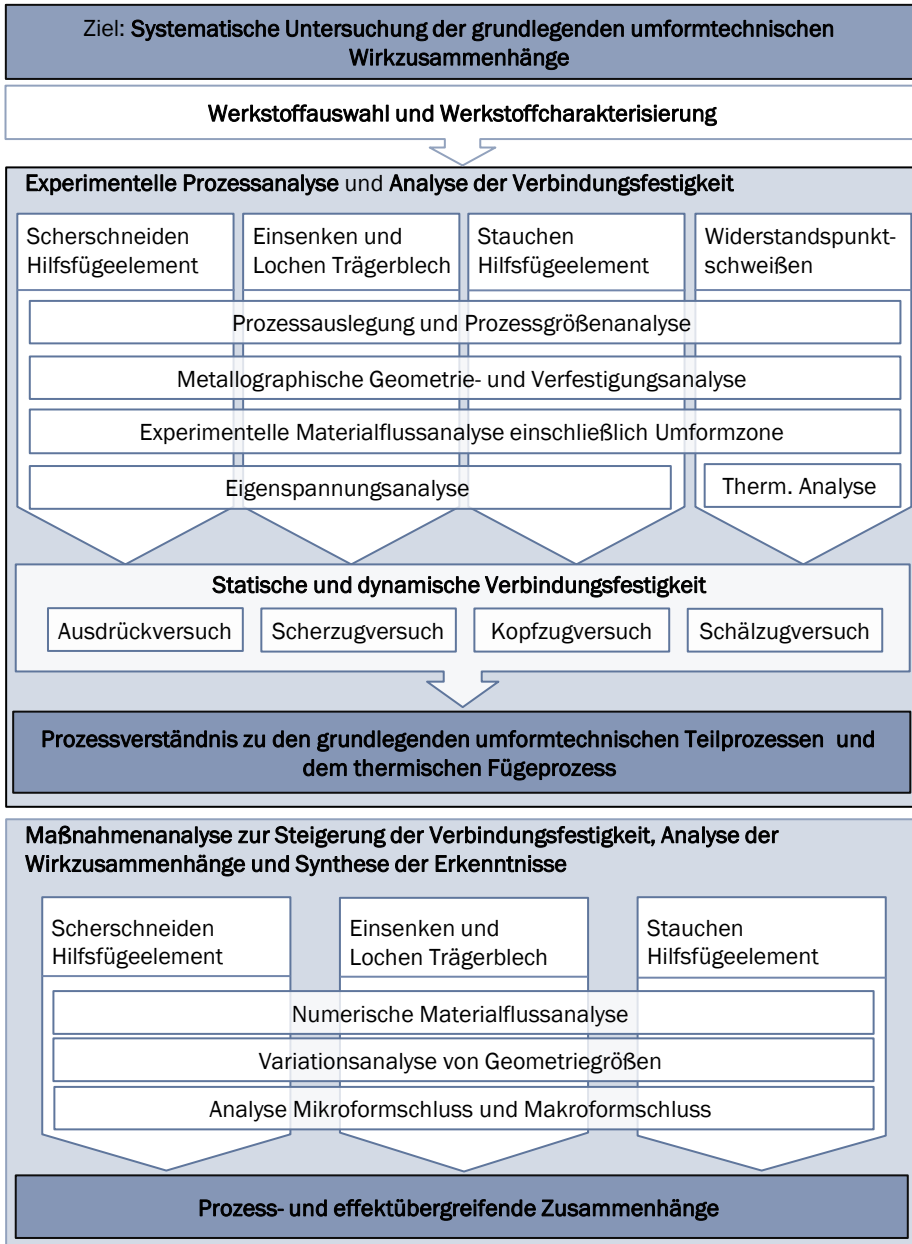 Ziel: Systematische Untersuchung der grundlegenden umformtechnischen
Wirkzusammenhänge
Werkstoffauswahl und Werkstoffcharakterisierung
Experimentelle Prozessanalyse und Analyse der Verbindungsfestigkeit
Scherschneiden
Hilfsfügeelement
Einsenken und
Lochen Trägerblech
Stauchen
Hilfsfügeelement
Widerstandspunkt-
schweißen
Prozessauslegung und Prozessgrößenanalyse
Metallographische Geometrie- und Verfestigungsanalyse
Experimentelle Materialflussanalyse einschließlich Umformzone
Eigenspannungsanalyse
Therm. Analyse
Statische und dynamische Verbindungsfestigkeit
Ausdrückversuch
Scherzugversuch
Kopfzugversuch
Schälzugversuch
Prozessverständnis zu den grundlegenden umformtechnischen Teilprozessen und
dem thermischen Fügeprozess
Maßnahmenanalyse zur Steigerung der Verbindungsfestigkeit, Analyse der
Wirkzusammenhänge und Synthese der Erkenntnisse
Scherschneiden
Hilfsfügeelement
Einsenken und
Lochen Trägerblech
Stauchen
Hilfsfügeelement
Numerische Materialflussanalyse
Variationsanalyse von Geometriegrößen
Analyse Mikroformschluss und Makroformschluss
Prozess- und effektübergreifende Zusammenhänge